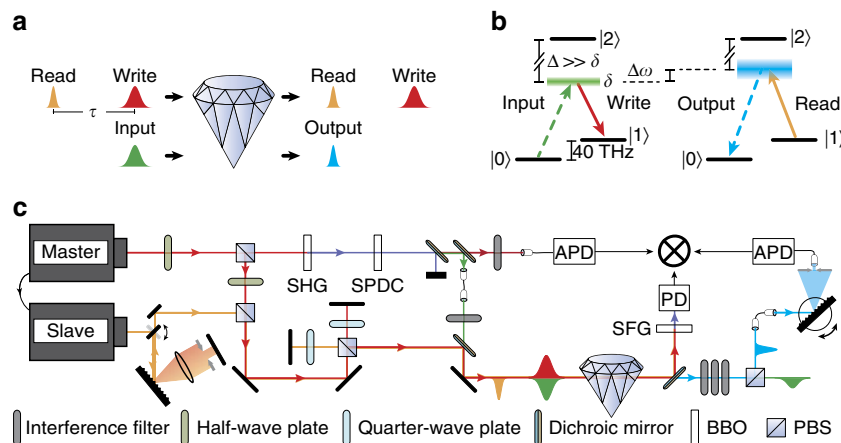 a
Read Write Read Write
τ
Input Output
b
|2⟩ |2⟩
Δ >> δ δ Δω
Input Write Output Read
|1⟩ |1⟩
|0⟩ 40 THz |0⟩
c
Master
Slave
SHG SPDC
APD APD
PD
SFG
Interference filter Half-wave plate Quarter-wave plate Dichroic mirror BBO PBS